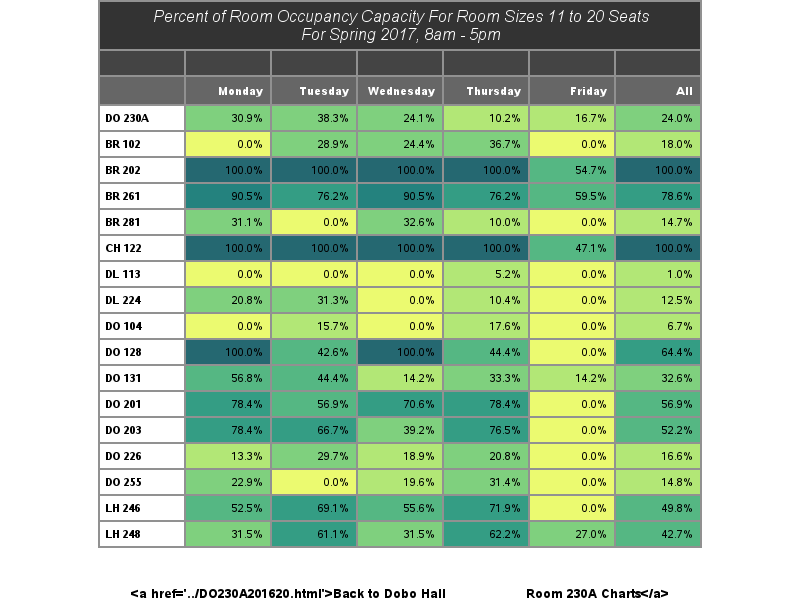 Percent of Room Occupancy Capacity For Room Sizes 11 to 20 Seats
For Spring 2017, 8am - 5pm
Monday Tuesday Wednesday Thursday Friday All
DO 230A 30.9% 38.3% 24.1% 10.2% 16.7% 24.0%
BR 102 0.0% 28.9% 24.4% 36.7% 0.0% 18.0%
BR 202 100.0% 100.0% 100.0% 100.0% 54.7% 100.0%
BR 261 90.5% 76.2% 90.5% 76.2% 59.5% 78.6%
BR 281 31.1% 0.0% 32.6% 10.0% 0.0% 14.7%
CH 122 100.0% 100.0% 100.0% 100.0% 47.1% 100.0%
DL 113 0.0% 0.0% 0.0% 5.2% 0.0% 1.0%
DL 224 20.8% 31.3% 0.0% 10.4% 0.0% 12.5%
DO 104 0.0% 15.7% 0.0% 17.6% 0.0% 6.7%
DO 128 100.0% 42.6% 100.0% 44.4% 0.0% 64.4%
DO 131 56.8% 44.4% 14.2% 33.3% 14.2% 32.6%
DO 201 78.4% 56.9% 70.6% 78.4% 0.0% 56.9%
DO 203 78.4% 66.7% 39.2% 76.5% 0.0% 52.2%
DO 226 13.3% 29.7% 18.9% 20.8% 0.0% 16.6%
DO 255 22.9% 0.0% 19.6% 31.4% 0.0% 14.8%
LH 246 52.5% 69.1% 55.6% 71.9% 0.0% 49.8%
LH 248 31.5% 61.1% 31.5% 62.2% 27.0% 42.7%
<a href='../DO230A201620.html'>Back to Dobo Hall Room 230A Charts</a>